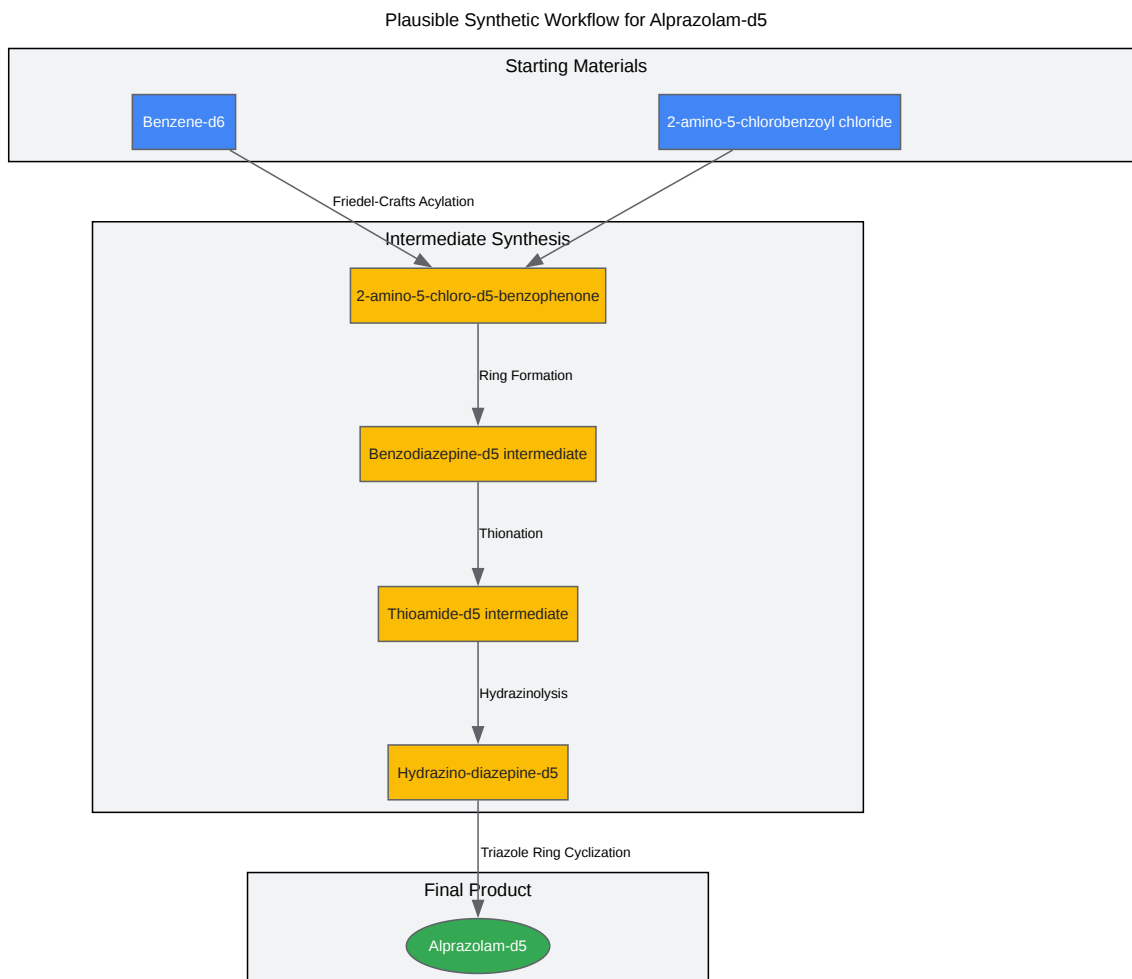 Plausible Synthetic Workflow for Alprazolam-d5
Starting Materials
Benzene-d6
2-amino-5-chlorobenzoyl chloride
Friedel-Crafts Acylation
Intermediate Synthesis
2-amino-5-chloro-d5-benzophenone
Ring Formation
Benzodiazepine-d5 intermediate
Thionation
Thioamide-d5 intermediate
Hydrazinolysis
Hydrazino-diazepine-d5
Triazole Ring Cyclization
Final Product
Alprazolam-d5